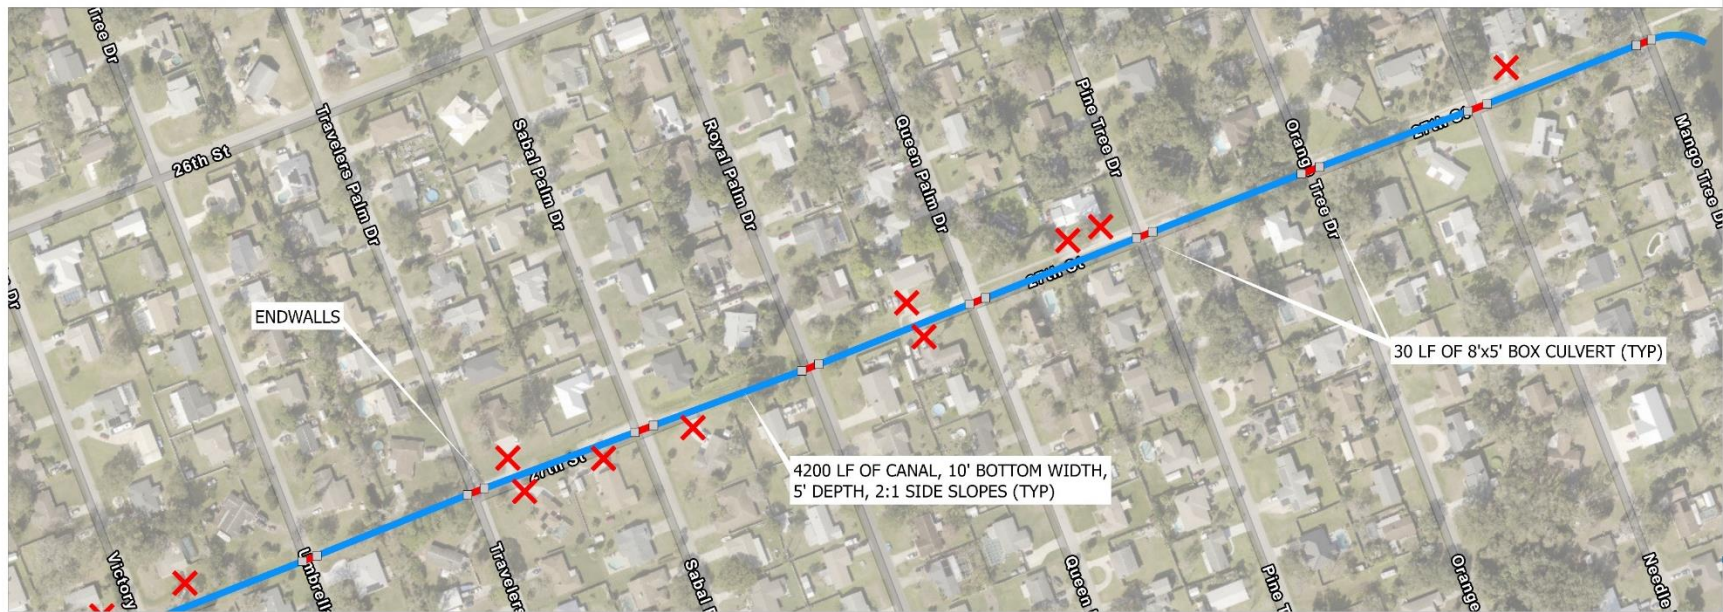 Tree Dr
26th St
Travelers Palm Dr
Sabal Palm Dr
Royal Palm Dr
Queen Palm Dr
Pine Tree Dr
Orange Tree Dr
27th St
Mango Tree Dr
27th St
ENDWALLS
30 LF OF 8'x5' BOX CULVERT (TYP)
27th St
4200 LF OF CANAL, 10' BOTTOM WIDTH,
5' DEPTH, 2:1 SIDE SLOPES (TYP)
Victory
Umbrell
Travelers
Sabal
Queen
Pine T
Orange
Needle